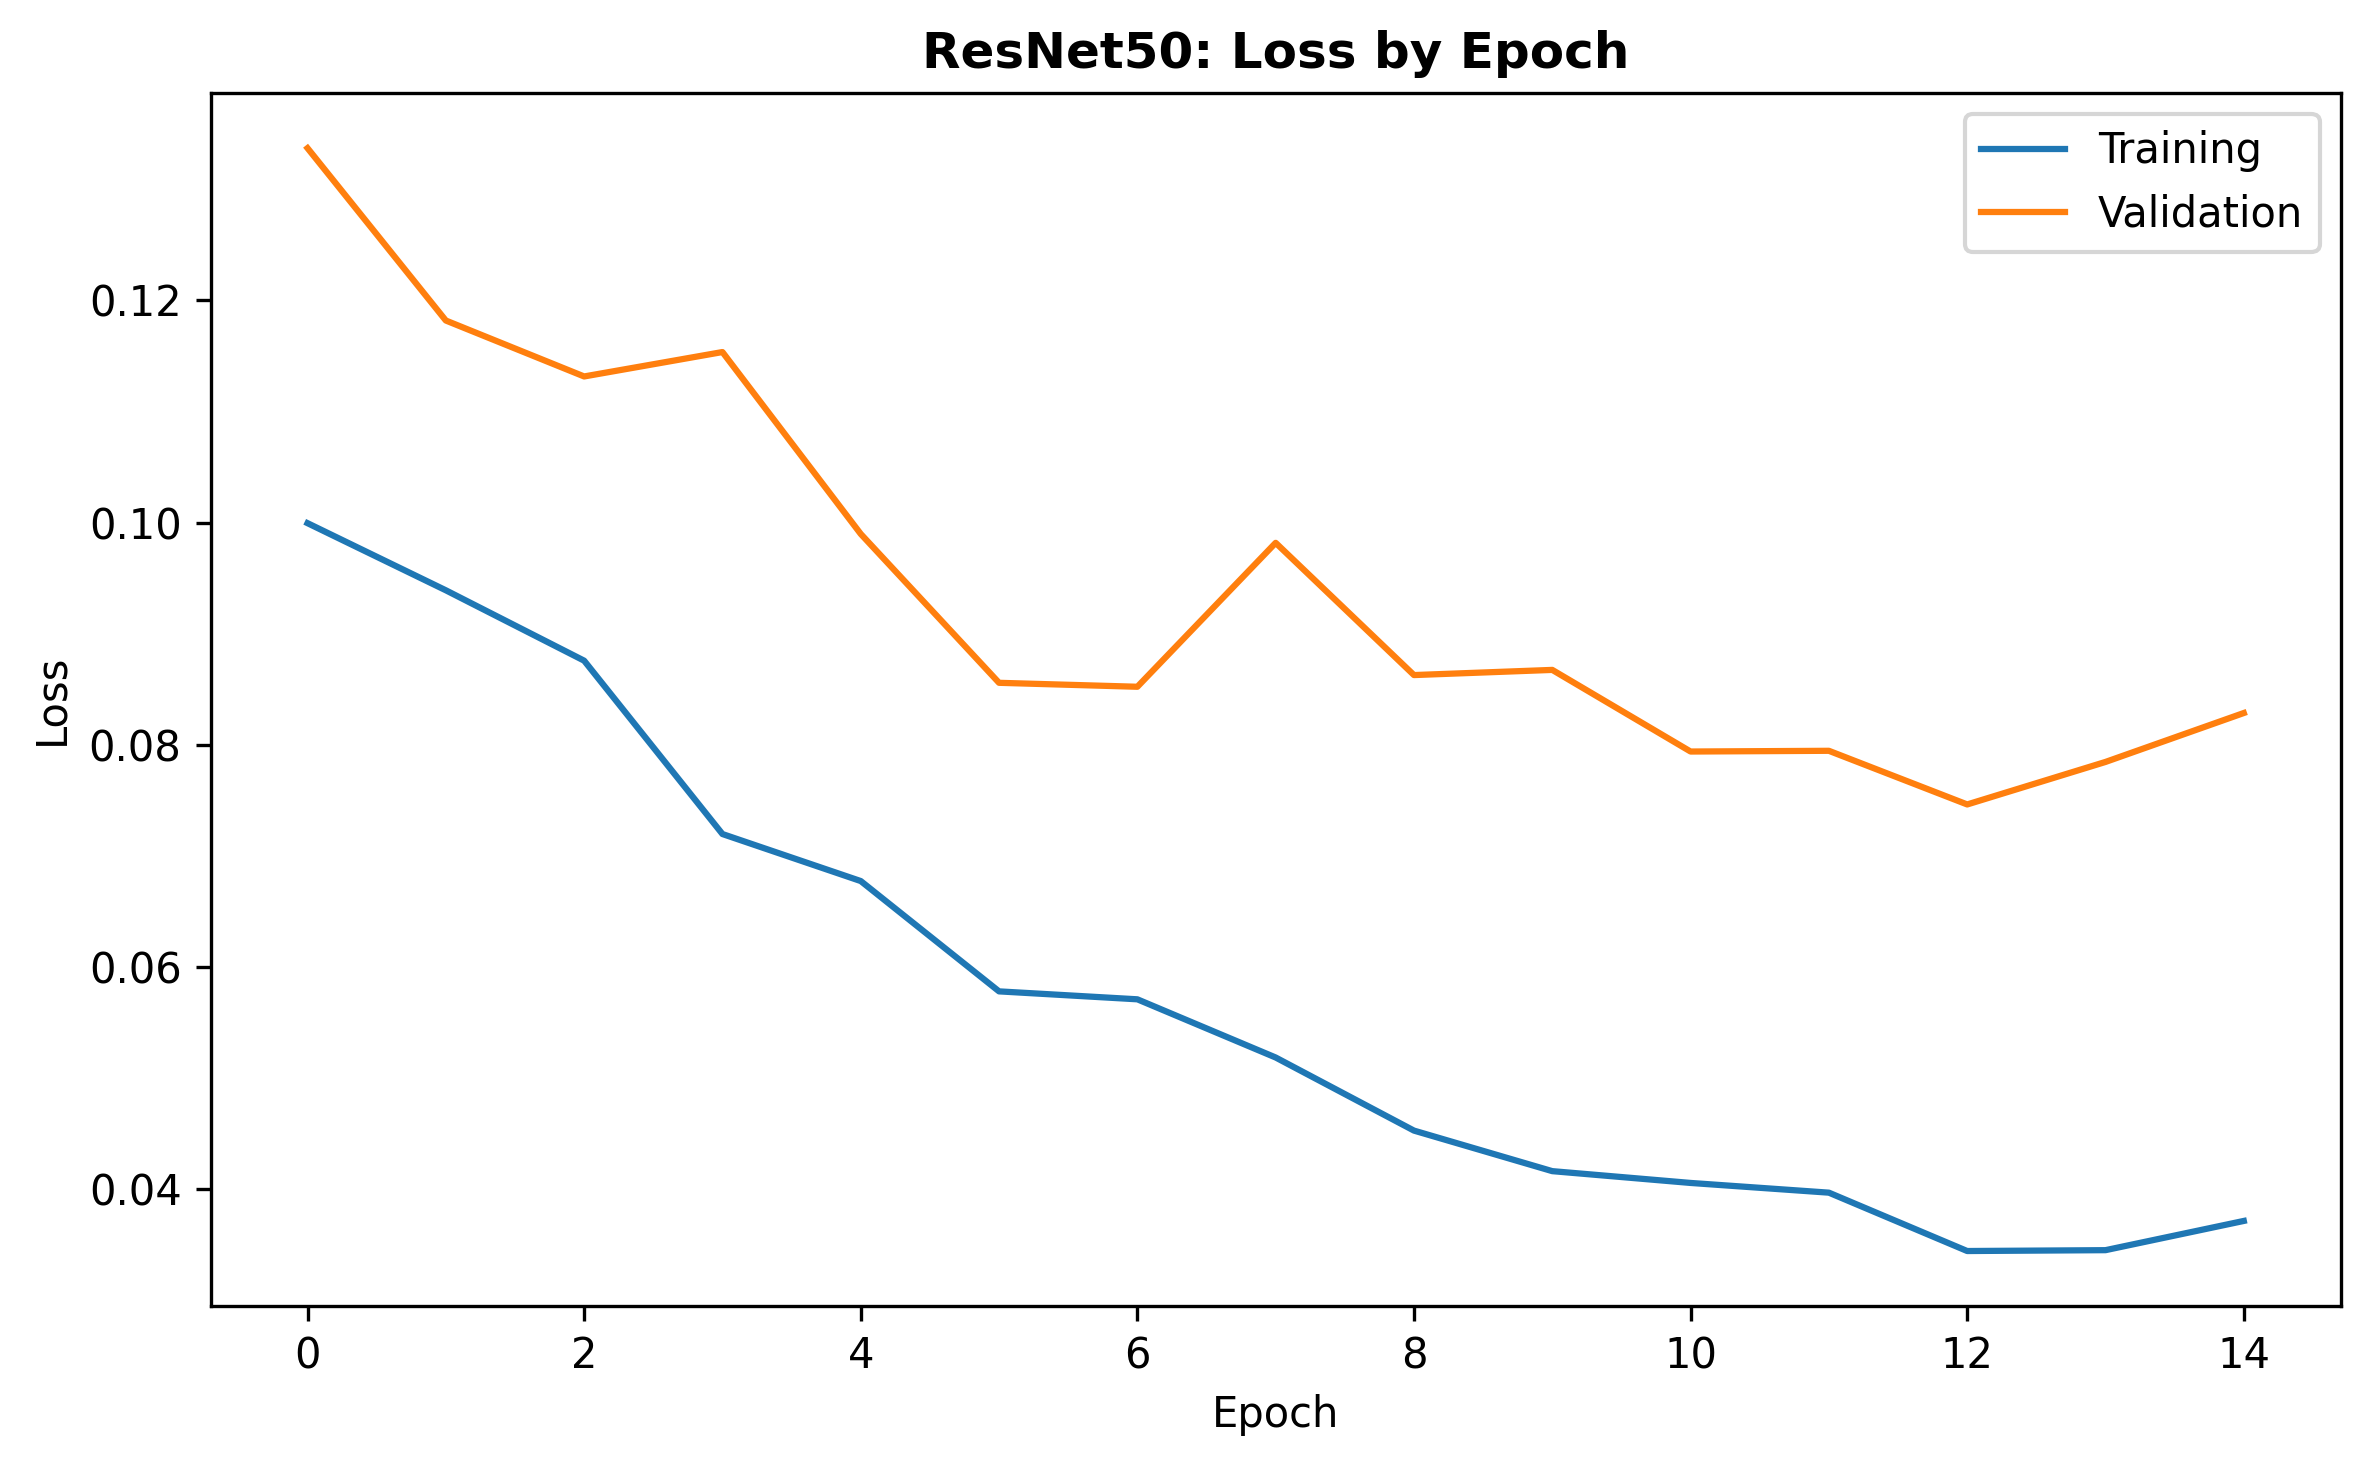 ResNet50: Loss by Epoch
Training
Validation
0.12
0.10
0.08
0.06
0.04
Loss
0 2 4 6 8 10 12 14
Epoch